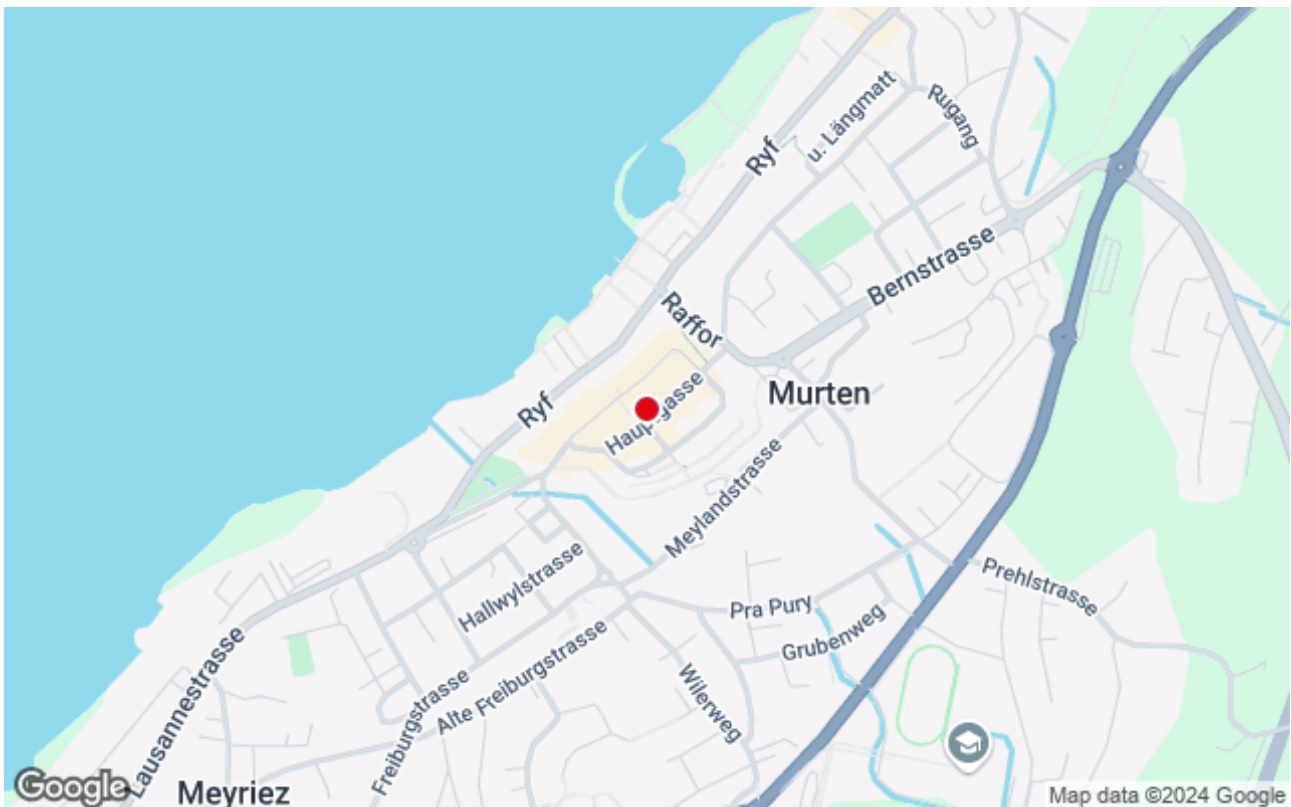 u. Längmatt
Rugang
Ryf
Bernstrasse
Raffor
Murten
Hauptgasse
Ryf
Meylandstrasse
Hallwylstrasse
Prehlstrasse
Pra Pury
Grubenweg
Lausannestrasse
Alte Freiburgstrasse
Freiburgstrasse
Wilerweg
Meyriez
Google
Map data ©2024 Google